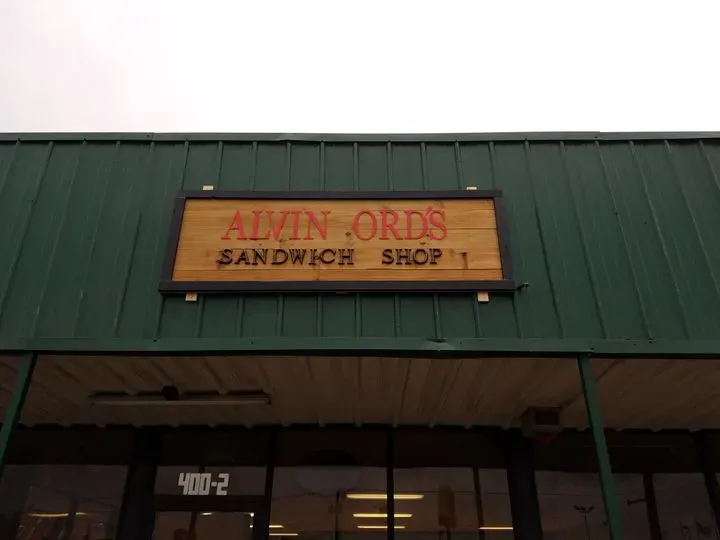 ALVIN ORD'S
SANDWICH SHOP
400-2